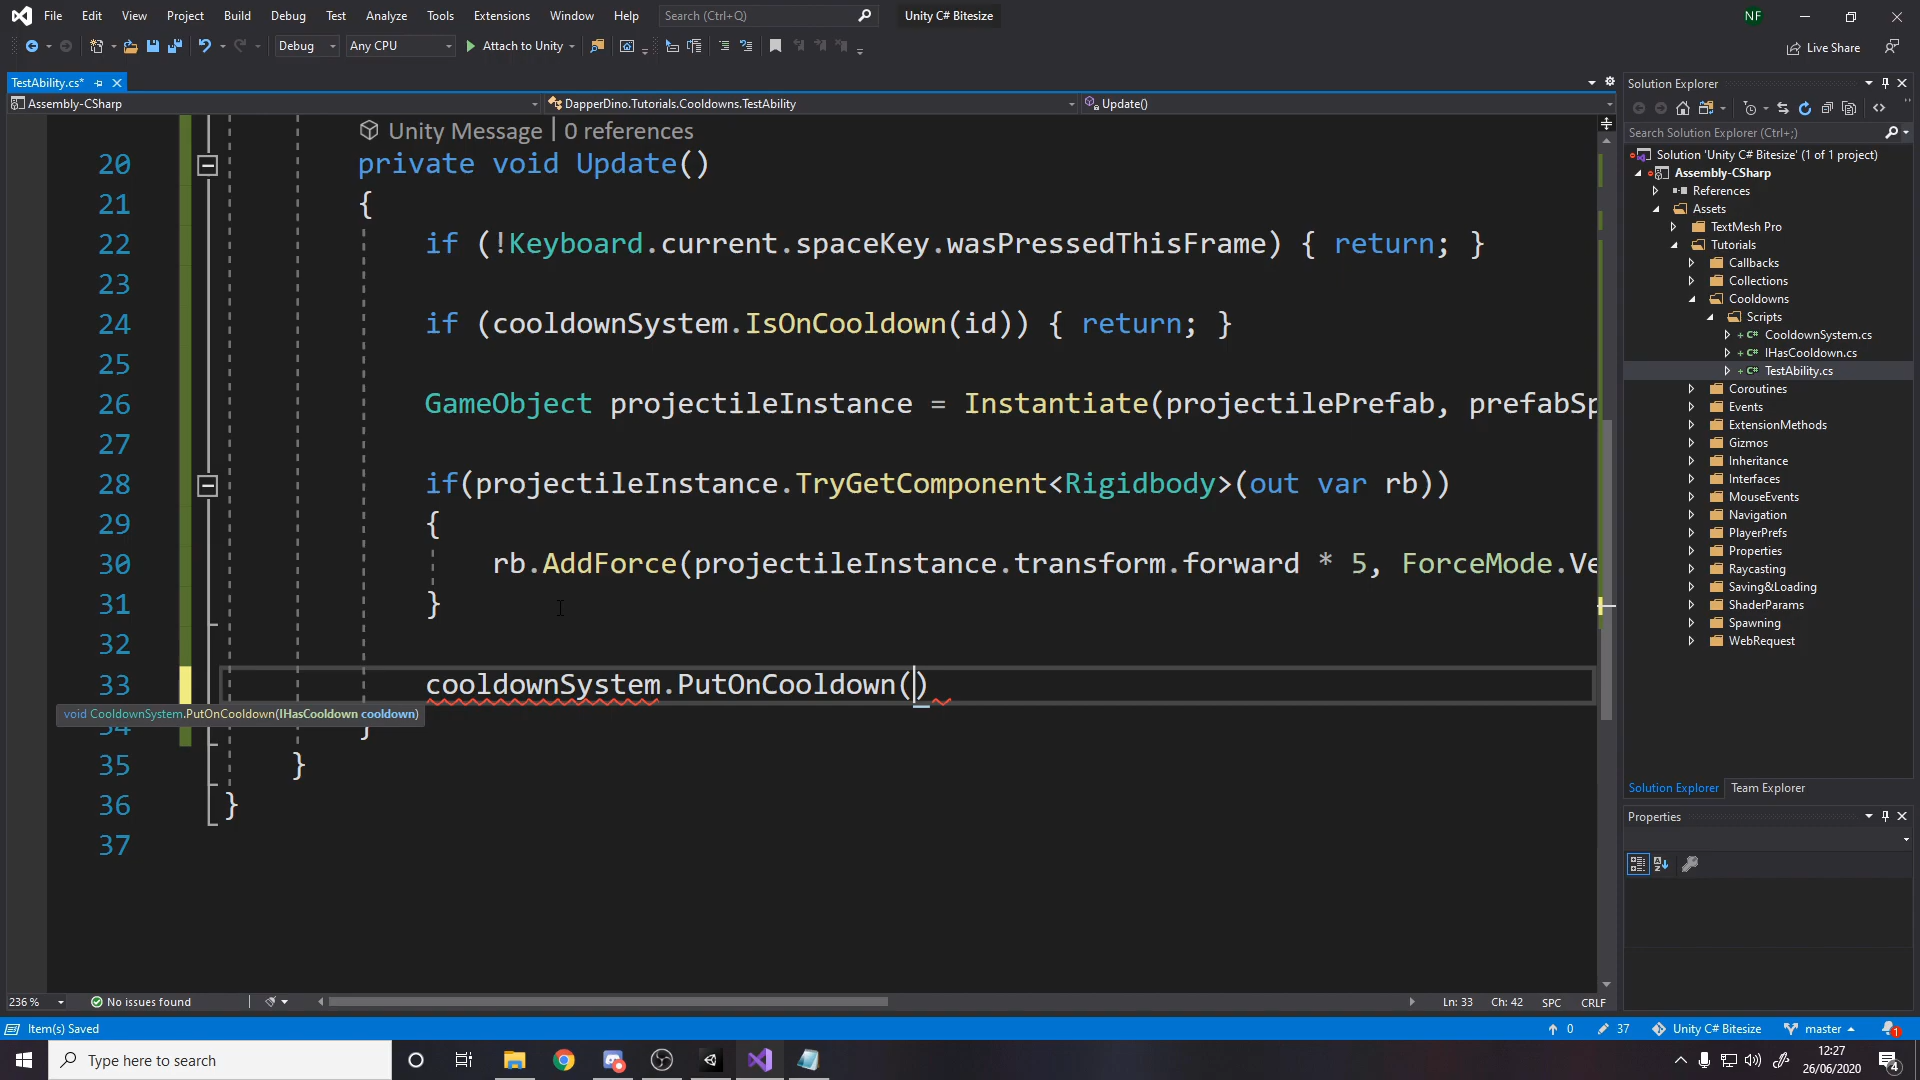 File Edit View Project Build Debug Test Analyze Tools Extensions Window Help Search (Ctrl+Q) Unity C# Bitesize NF
Debug Any CPU Attach to Unity Live Share
TestAbility.cs*
Assembly-CSharp DapperDino.Tutorials.Cooldowns.TestAbility Update()
Unity Message | 0 references
20 private void Update()
21 {
22 if (!Keyboard.current.spaceKey.wasPressedThisFrame) { return; }
23
24 if (cooldownSystem.IsOnCooldown(id)) { return; }
25
26 GameObject projectileInstance = Instantiate(projectilePrefab, prefabSp
27
28 if(projectileInstance.TryGetComponent<Rigidbody>(out var rb))
29 {
30 rb.AddForce(projectileInstance.transform.forward * 5, ForceMode.Ve
31 }
32
33 cooldownSystem.PutOnCooldown()
void CooldownSystem.PutOnCooldown(IHasCooldown cooldown)
34 }
35 }
36 }
37
236 % No issues found Ln: 33 Ch: 42 SPC CRLF
Solution Explorer
Search Solution Explorer (Ctrl+;)
Solution 'Unity C# Bitesize' (1 of 1 project)
Assembly-CSharp
References
Assets
TextMesh Pro
Tutorials
Callbacks
Collections
Cooldowns
Scripts
+ C# CooldownSystem.cs
+ C# IHasCooldown.cs
+ C# TestAbility.cs
Coroutines
Events
ExtensionMethods
Gizmos
Inheritance
Interfaces
MouseEvents
Navigation
PlayerPrefs
Properties
Raycasting
Saving&Loading
ShaderParams
Spawning
WebRequest
Solution Explorer Team Explorer
Properties
Item(s) Saved 0 37 Unity C# Bitesize master 1
Type here to search
12:27
26/06/2020
4